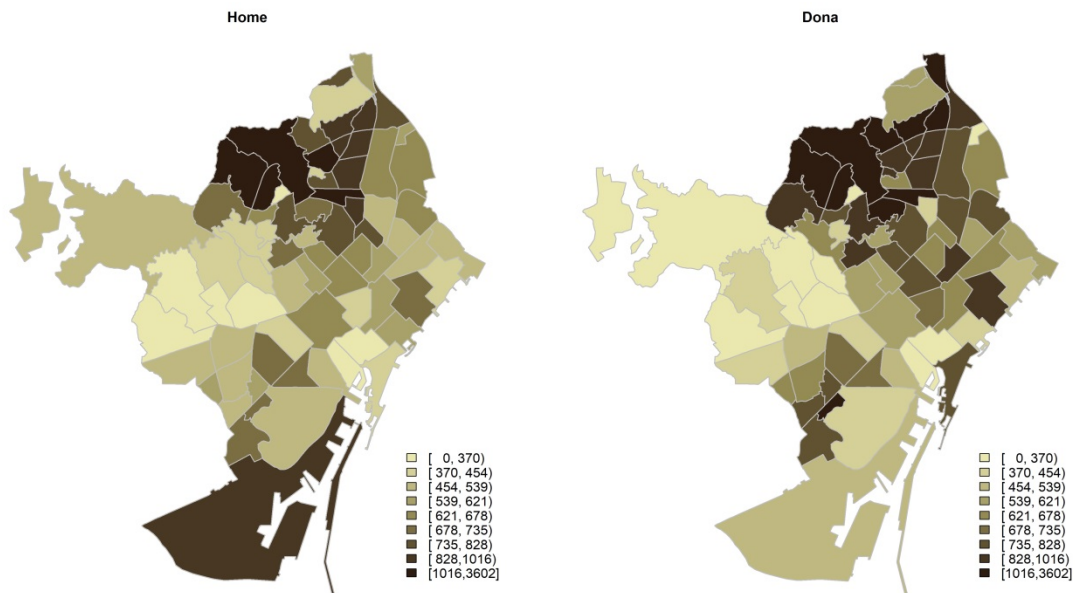 Home
Dona
[   0, 370)
[ 370, 454)
[ 454, 539)
[ 539, 621)
[ 621, 678)
[ 678, 735)
[ 735, 828)
[ 828,1016)
[1016,3602]
[   0, 370)
[ 370, 454)
[ 454, 539)
[ 539, 621)
[ 621, 678)
[ 678, 735)
[ 735, 828)
[ 828,1016)
[1016,3602]